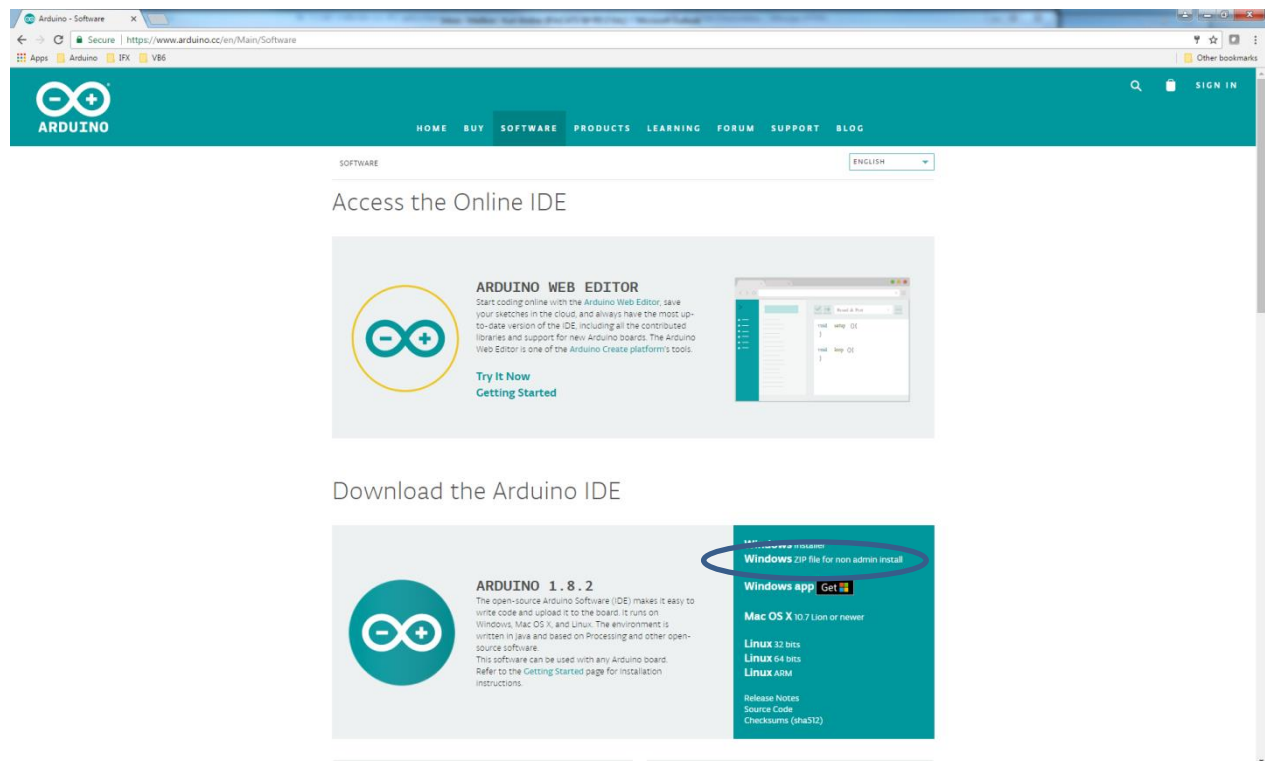 Arduino - Software
Secure | https://www.arduino.cc/en/Main/Software
Apps Arduino IFX VB6 Other bookmarks
ARDUINO
SIGN IN
HOME BUY SOFTWARE PRODUCTS LEARNING FORUM SUPPORT BLOG
SOFTWARE
ENGLISH
Access the Online IDE
ARDUINO WEB EDITOR
Start coding online with the Arduino Web Editor, save
your sketches in the cloud, and always have the most up-
to-date version of the IDE, including all the contributed
libraries and support for new Arduino boards. The Arduino
Web Editor is one of the Arduino Create platform's tools.
Try It Now
Getting Started
Read & Put
Download the Arduino IDE
ARDUINO 1.8.2
The open-source Arduino Software (IDE) makes it easy to
write code and upload it to the board. It runs on
Windows, Mac OS X, and Linux. The environment is
written in Java and based on Processing and other open-
source software.
This software can be used with any Arduino board.
Refer to the Getting Started page for installation
instructions.
Windows Installer
Windows ZIP file for non admin install
Windows app Get
Mac OS X 10.7 Lion or newer
Linux 32 bits
Linux 64 bits
Linux ARM
Release Notes
Source Code
Checksums (sha512)